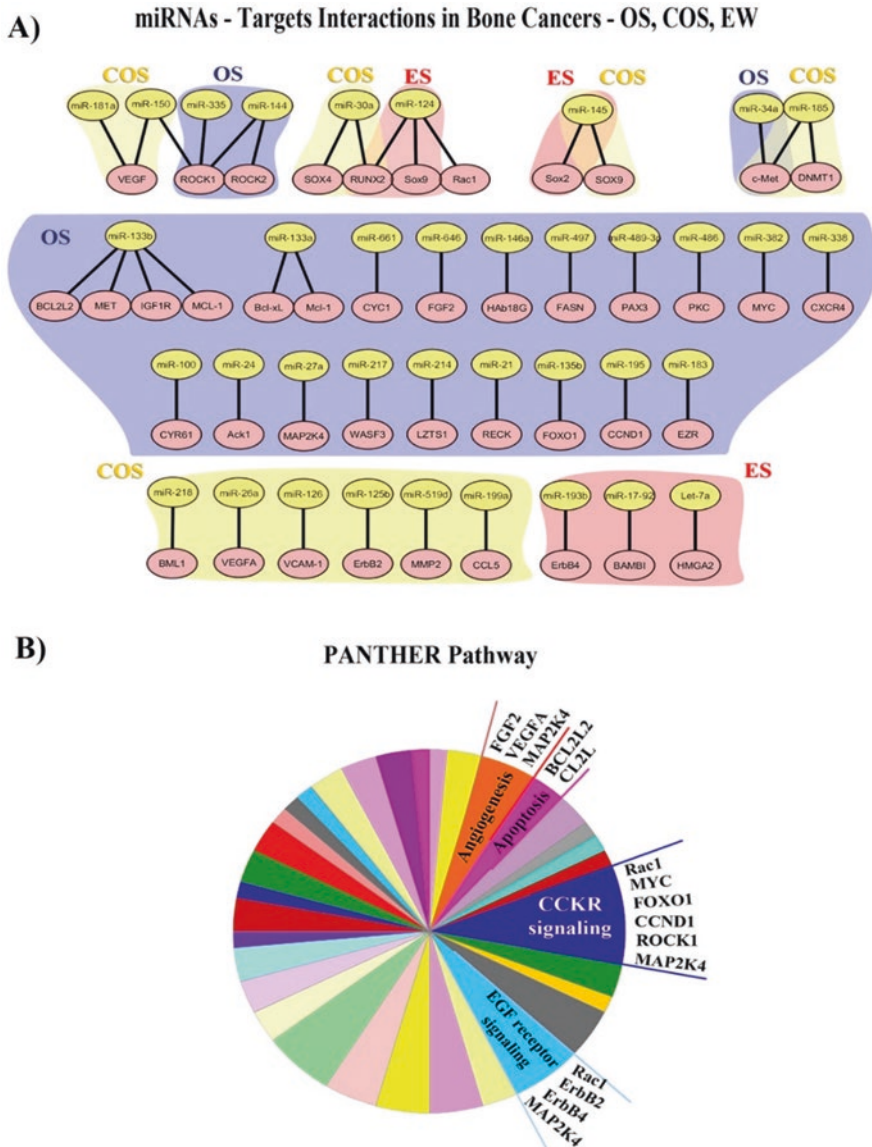 A) miRNAs - Targets Interactions in Bone Cancers - OS, COS, EW
COS OS COS ES ES COS OS COS
miR-181a miR-150 miR-335 miR-144 miR-30a miR-124 miR-145 miR-34a miR-185
VEGF ROCK1 ROCK2 SOX4 RUNX2 Sox9 Rac1 Sox2 SOX9 c-Met DNMT1
OS
miR-133b miR-133a miR-661 miR-646 miR-146a miR-497 miR-489-3p miR-486 miR-382 miR-338
BCL2L2 MET IGF1R MCL-1 Bcl-xL Mcl-1 CYC1 FGF2 HAb18G FASN PAX3 PKC MYC CXCR4
miR-100 miR-24 miR-27a miR-217 miR-214 miR-21 miR-135b miR-195 miR-183
CYR61 Ack1 MAP2K4 WASF3 LZTS1 RECK FOXO1 CCND1 EZR
COS ES
miR-218 miR-26a miR-126 miR-125b miR-519d miR-199a miR-193b miR-17-92 Let-7a
BML1 VEGFA VCAM-1 ErbB2 MMP2 CCL5 ErbB4 BAMBI HMGA2
B)
PANTHER Pathway
FGF2
VEGFA
MAP2K4
BCL2L2
CL2L
Angiogenesis
Apoptosis
CCKR
signaling
Rac1
MYC
FOXO1
CCND1
ROCK1
MAP2K4
EGF receptor
signaling
Rac1
ErbB2
ErbB4
MAP2K4